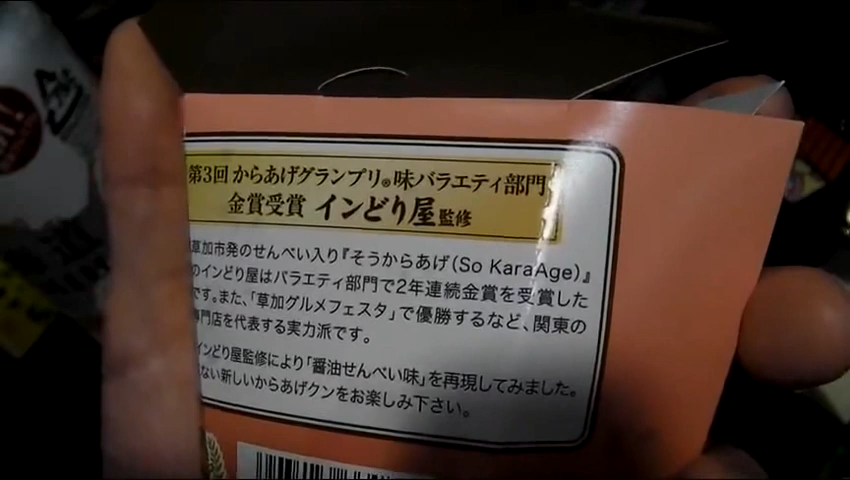 第3回 からあげグランプリ®味バラエティ部門
金賞受賞 インどり屋監修
草加市発のせんべい入り『そうからあげ(So KaraAge)』
のインどり屋はバラエティ部門で2年連続金賞を受賞した
です。また、「草加グルメフェスタ」で優勝するなど、関東の
専門店を代表する実力派です。
インどり屋監修により「醤油せんべい味」を再現してみました。
ない新しいからあげクンをお楽しみ下さい。